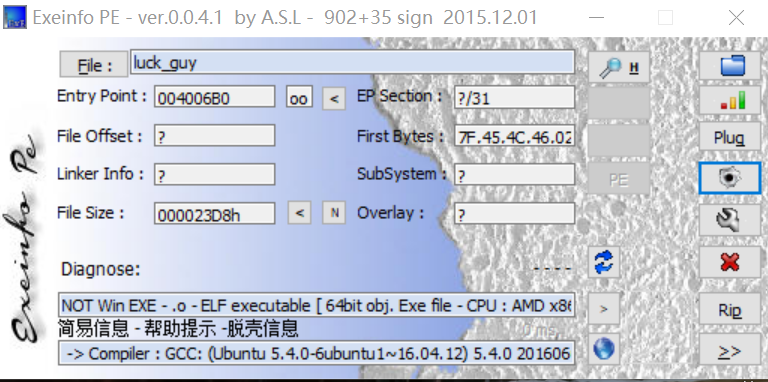 Exeinfo PE - ver.0.0.4.1 by A.S.L - 902+35 sign 2015.12.01
File : luck_guy H
Entry Point : 004006B0 oo < EP Section : ?/31
File Offset : ? First Bytes : 7F.45.4C.46.02 Plug
Linker Info : ? SubSystem : ? PE
File Size : 000023D8h < N Overlay : ?
Diagnose: ----
NOT Win EXE - .o - ELF executable [ 64bit obj. Exe file - CPU : AMD x86 > Rip
简易信息 - 帮助提示 -脱壳信息
-> Compiler : GCC: (Ubuntu 5.4.0-6ubuntu1~16.04.12) 5.4.0 201606 >>
Exeinfo Pe